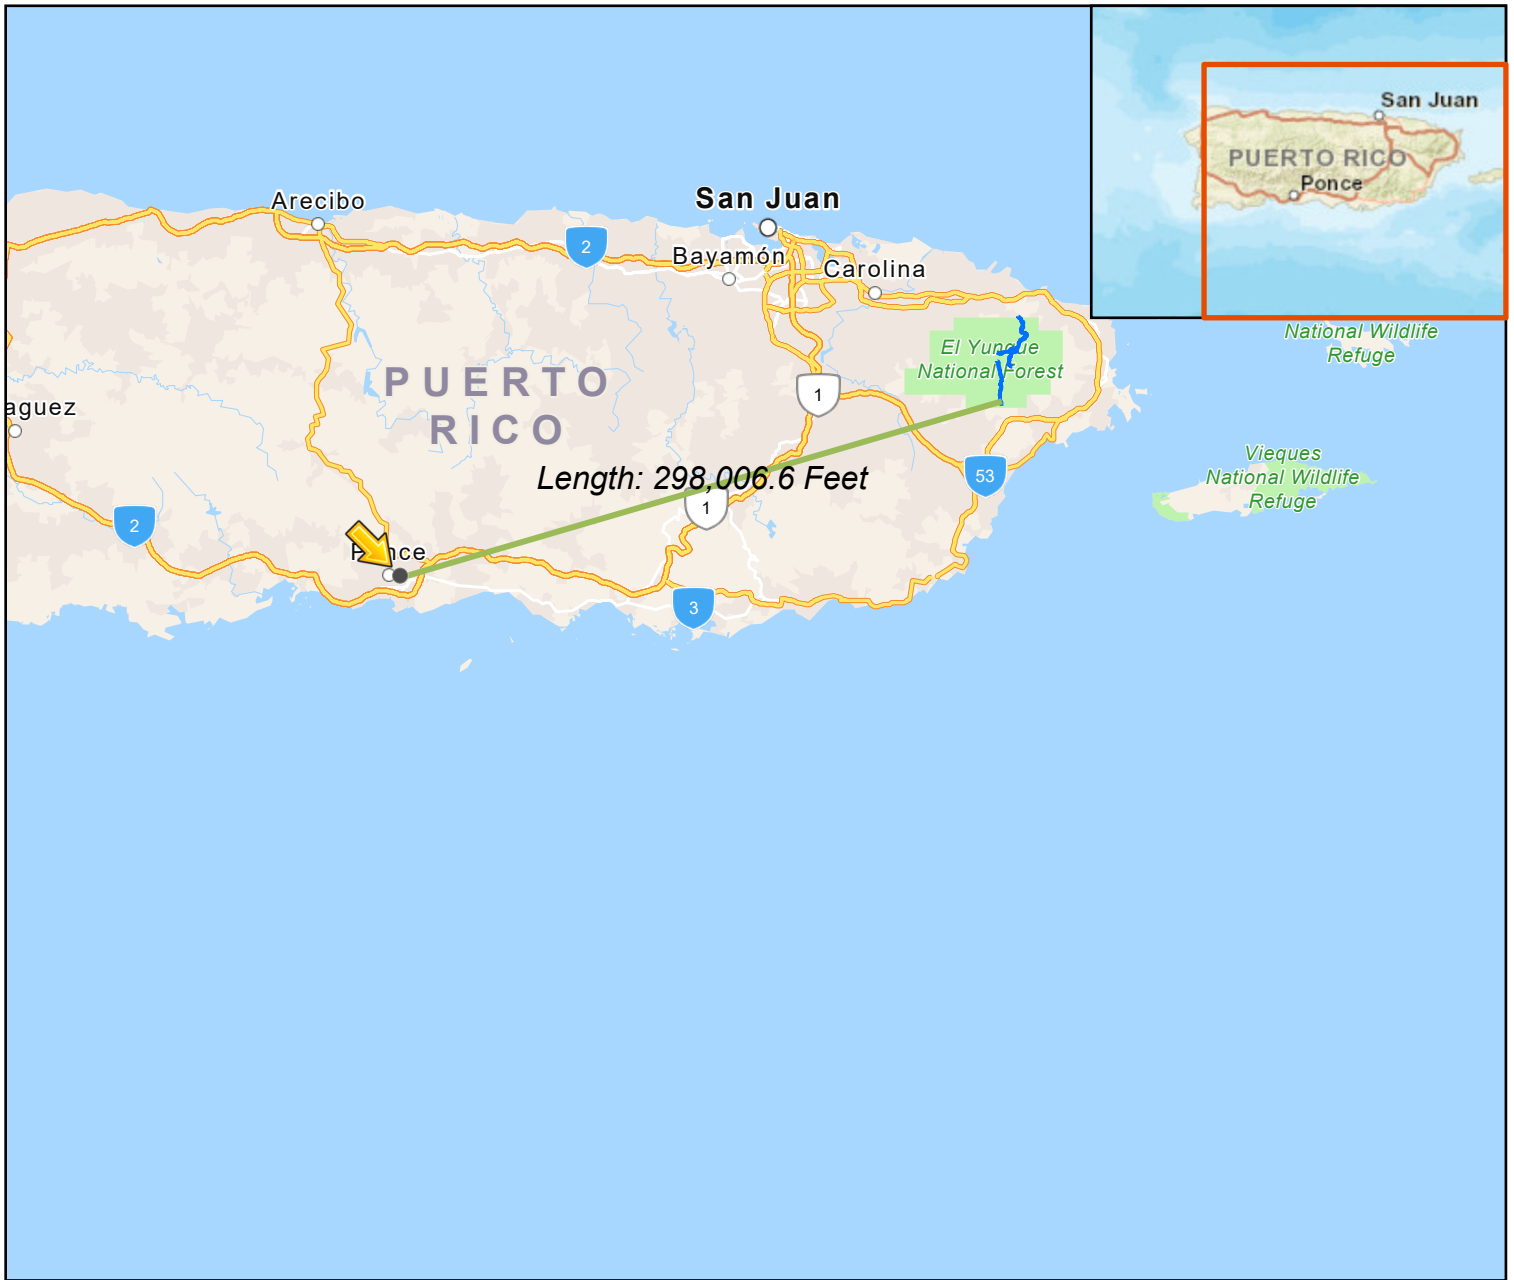 San Juan
PUERTO RICO
Ponce
Arecibo
San Juan
2
Bayamón
Carolina
National Wildlife
Refuge
El Yunque
National Forest
PUERTO
RICO
1
aguez
Vieques
National Wildlife
Refuge
Length: 298,006.6 Feet
53
1
2
Ponce
3